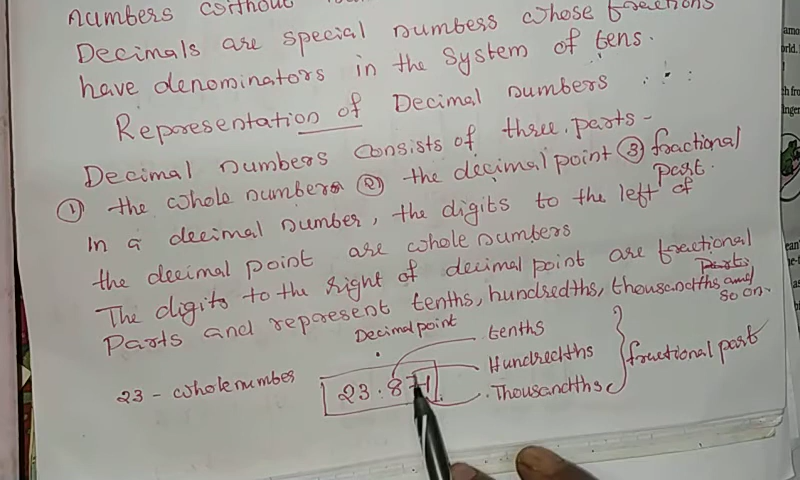 numbers without
Decimals are special numbers whose fractions
have denominators in the system of tens.
Representation of Decimal numbers
Decimal numbers consists of three parts -
① the whole numbers ② the decimal point ③ fractional part.
In a decimal number, the digits to the left of
the decimal point are whole numbers
The digits to the right of decimal point are fractional
Parts and represent tenths, hundredths, thousandths and so on.
Decimal point
tenths
Hundredths
Thousandths
fractional part
23 - whole number
23.8